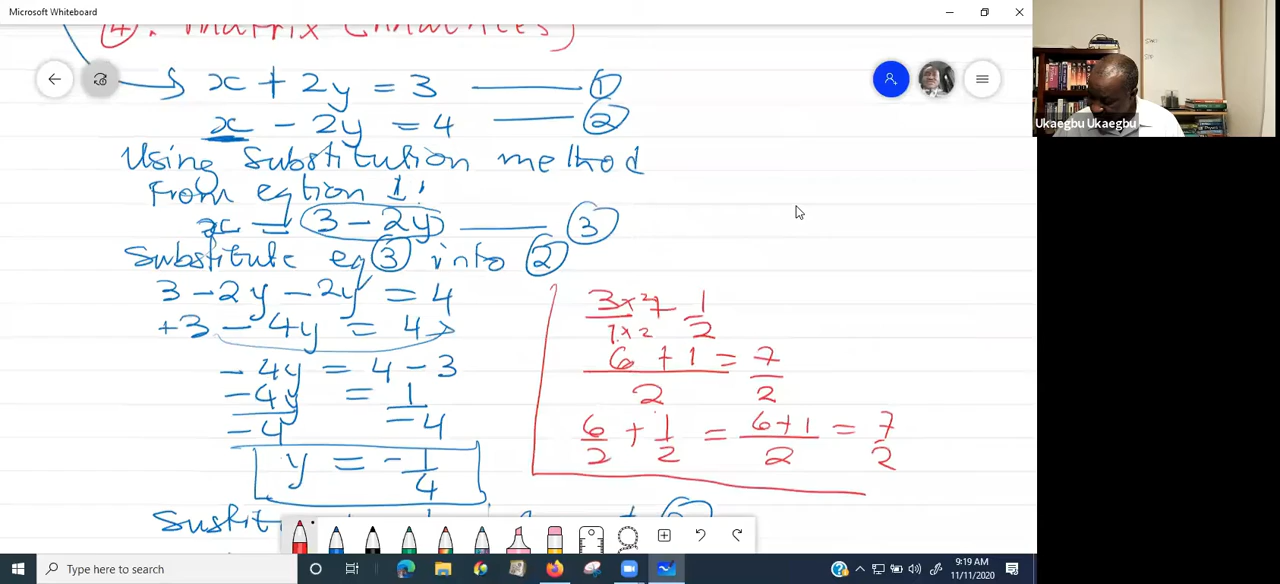 Microsoft Whiteboard
④. Matrix
x + 2y = 3 ——— ①
x - 2y = 4 ——— ②
Using Substitution method
From eqtion 1:
x = 3 - 2y ——— ③
Substitute eq ③ into ②
3 - 2y - 2y = 4
+3 - 4y = 4
-4y = 4 - 3
-4y/-4 = 1/-4
y = -1/4
3×2/1×2 + 1/2
6 + 1/2 = 7/2
6/2 + 1/2 = 6+1/2 = 7/2
Ukaegbu Ukaegbu
Type here to search
9:19 AM
11/11/2020